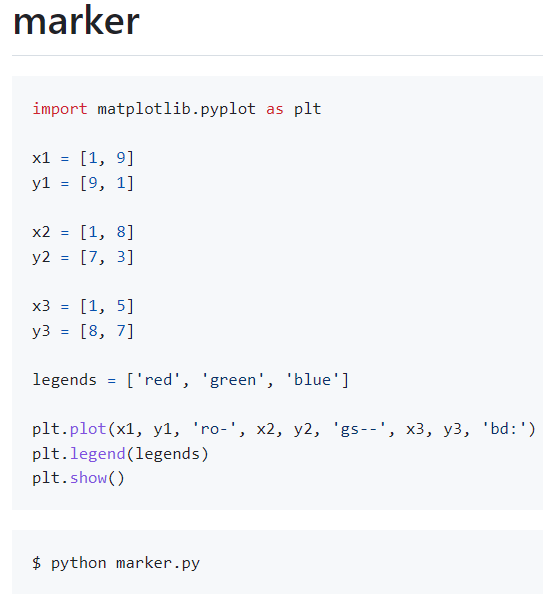 marker
import matplotlib.pyplot as plt
x1 = [1, 9]
y1 = [9, 1]
x2 = [1, 8]
y2 = [7, 3]
x3 = [1, 5]
y3 = [8, 7]
legends = ['red', 'green', 'blue']
plt.plot(x1, y1, 'ro-', x2, y2, 'gs--', x3, y3, 'bd:')
plt.legend(legends)
plt.show()
$ python marker.py